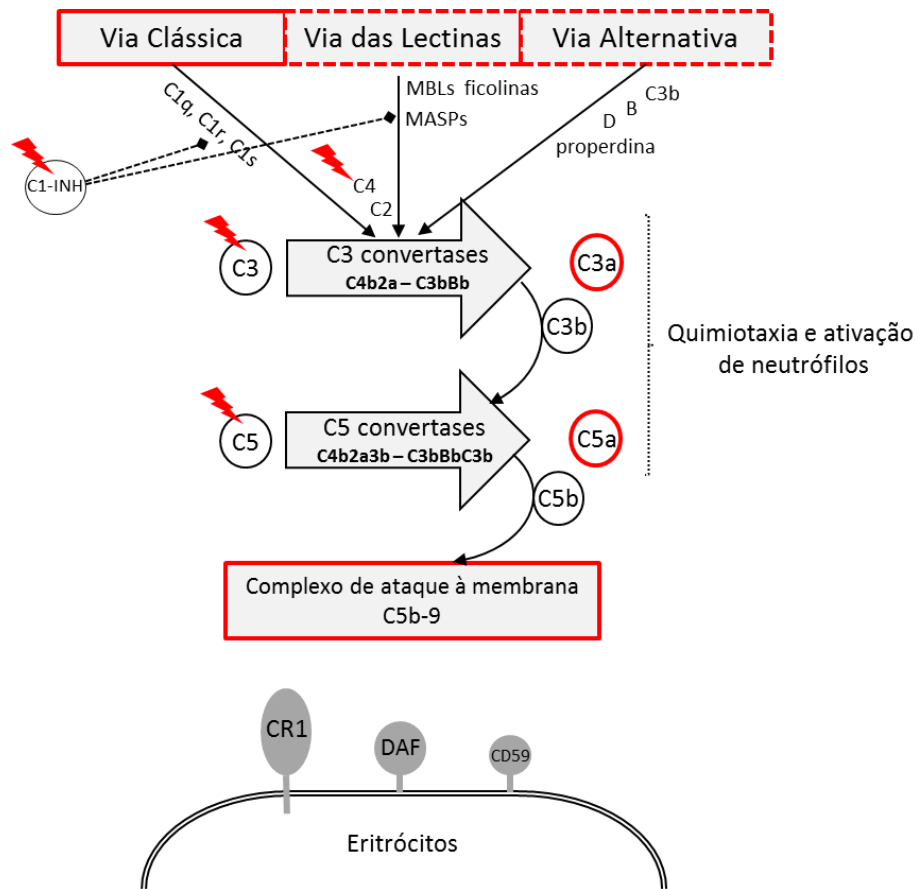 Via Clássica
Via das Lectinas
Via Alternativa
C1q, C1r, C1s
MBLs ficolinas
MASPs
C3b
B
D
properdina
C1-INH
C4
C2
C3
C3 convertases
C4b2a – C3bBb
C3a
C3b
Quimiotaxia e ativação
de neutrófilos
C5
C5 convertases
C4b2a3b – C3bBbC3b
C5a
C5b
Complexo de ataque à membrana
C5b-9
CR1
DAF
CD59
Eritrócitos